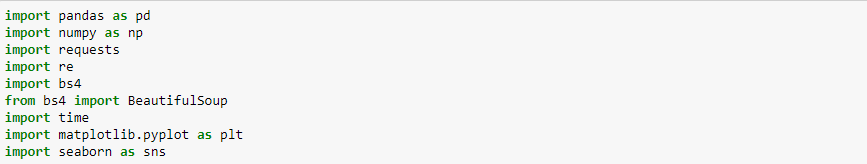 import pandas as pd
import numpy as np
import requests
import re
import bs4
from bs4 import BeautifulSoup
import time
import matplotlib.pyplot as plt
import seaborn as sns